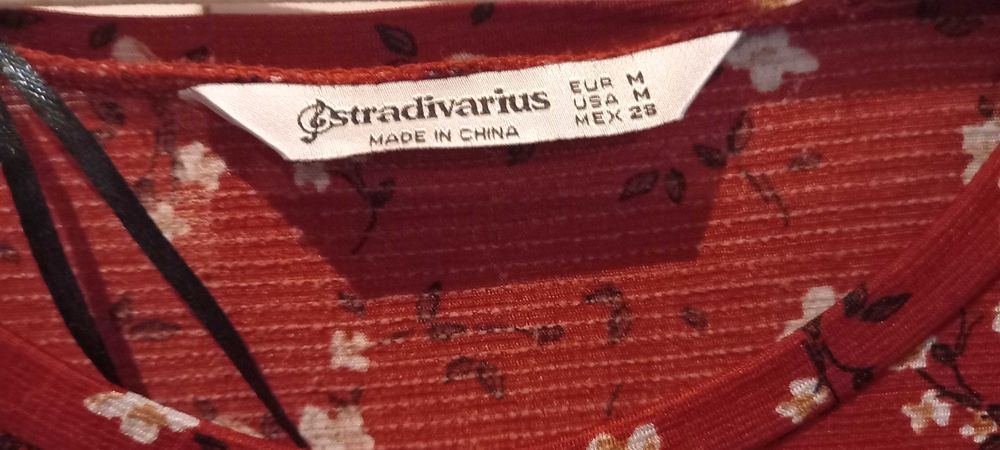 stradivarius
MADE IN CHINA
EUR M
USA M
MEX 28